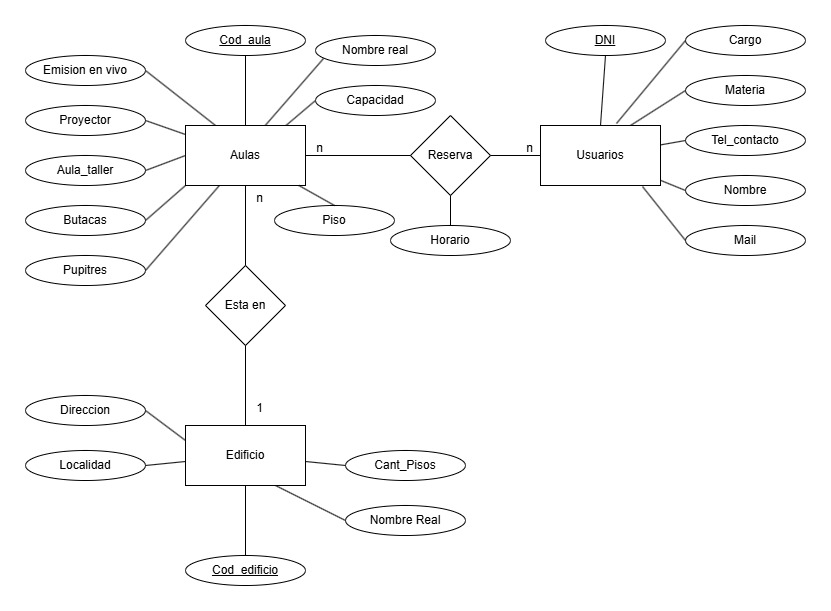 Cod_aula
DNI
Nombre real
Cargo
Emision en vivo
Capacidad
Materia
Proyector
Tel_contacto
Aulas
n
Reserva
n
Usuarios
Aula_taller
Nombre
n
Butacas
Piso
Horario
Mail
Pupitres
Esta en
1
Direccion
Edificio
Localidad
Cant_Pisos
Nombre Real
Cod_edificio